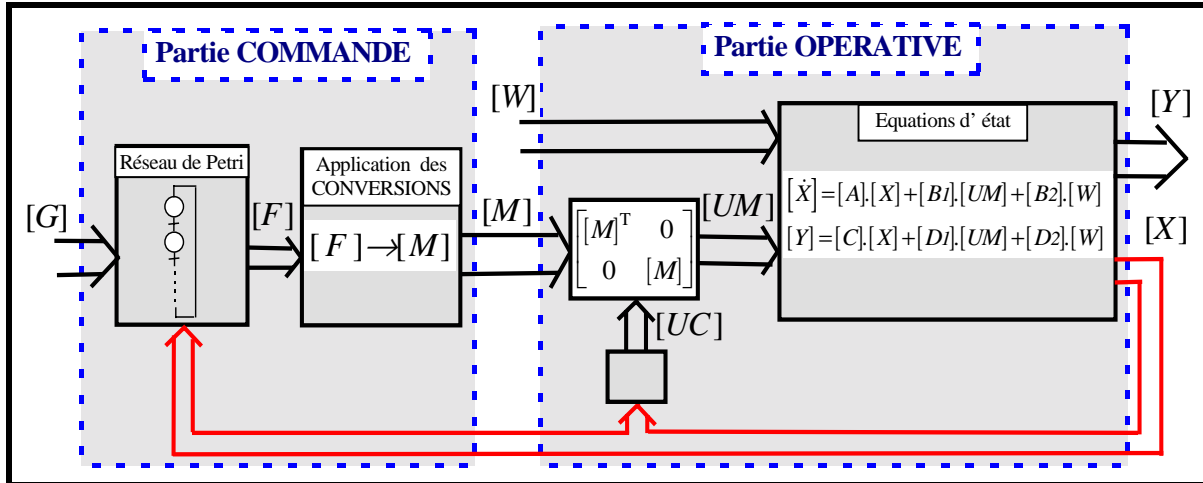 Partie COMMANDE
Partie OPERATIVE
[W]
[Y]
Equations d' état
Réseau de Petri
Application des
CONVERSIONS
[G]
[F]
[F]→[M]
[M]
[M]ᵀ 0
0 [M]
[UM]
[Ẋ]=[A].[X]+[B1].[UM]+[B2].[W]
[Y]=[C].[X]+[D1].[UM]+[D2].[W]
[X]
[UC]